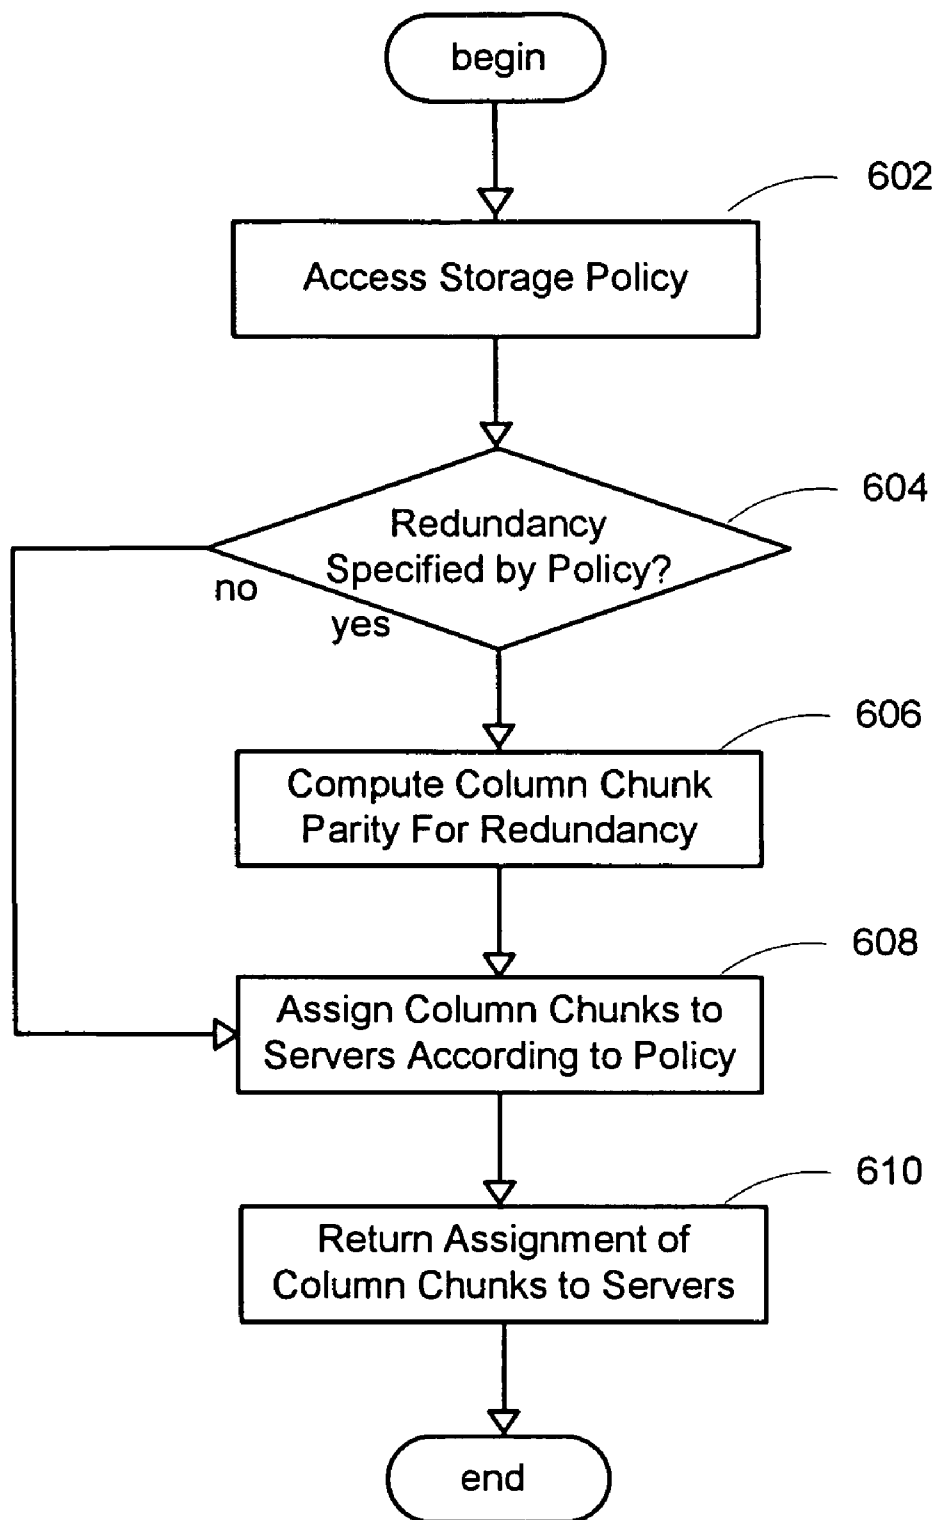 begin
602
Access Storage Policy
604
Redundancy
Specified by Policy?
no
yes
606
Compute Column Chunk
Parity For Redundancy
608
Assign Column Chunks to
Servers According to Policy
610
Return Assignment of
Column Chunks to Servers
end